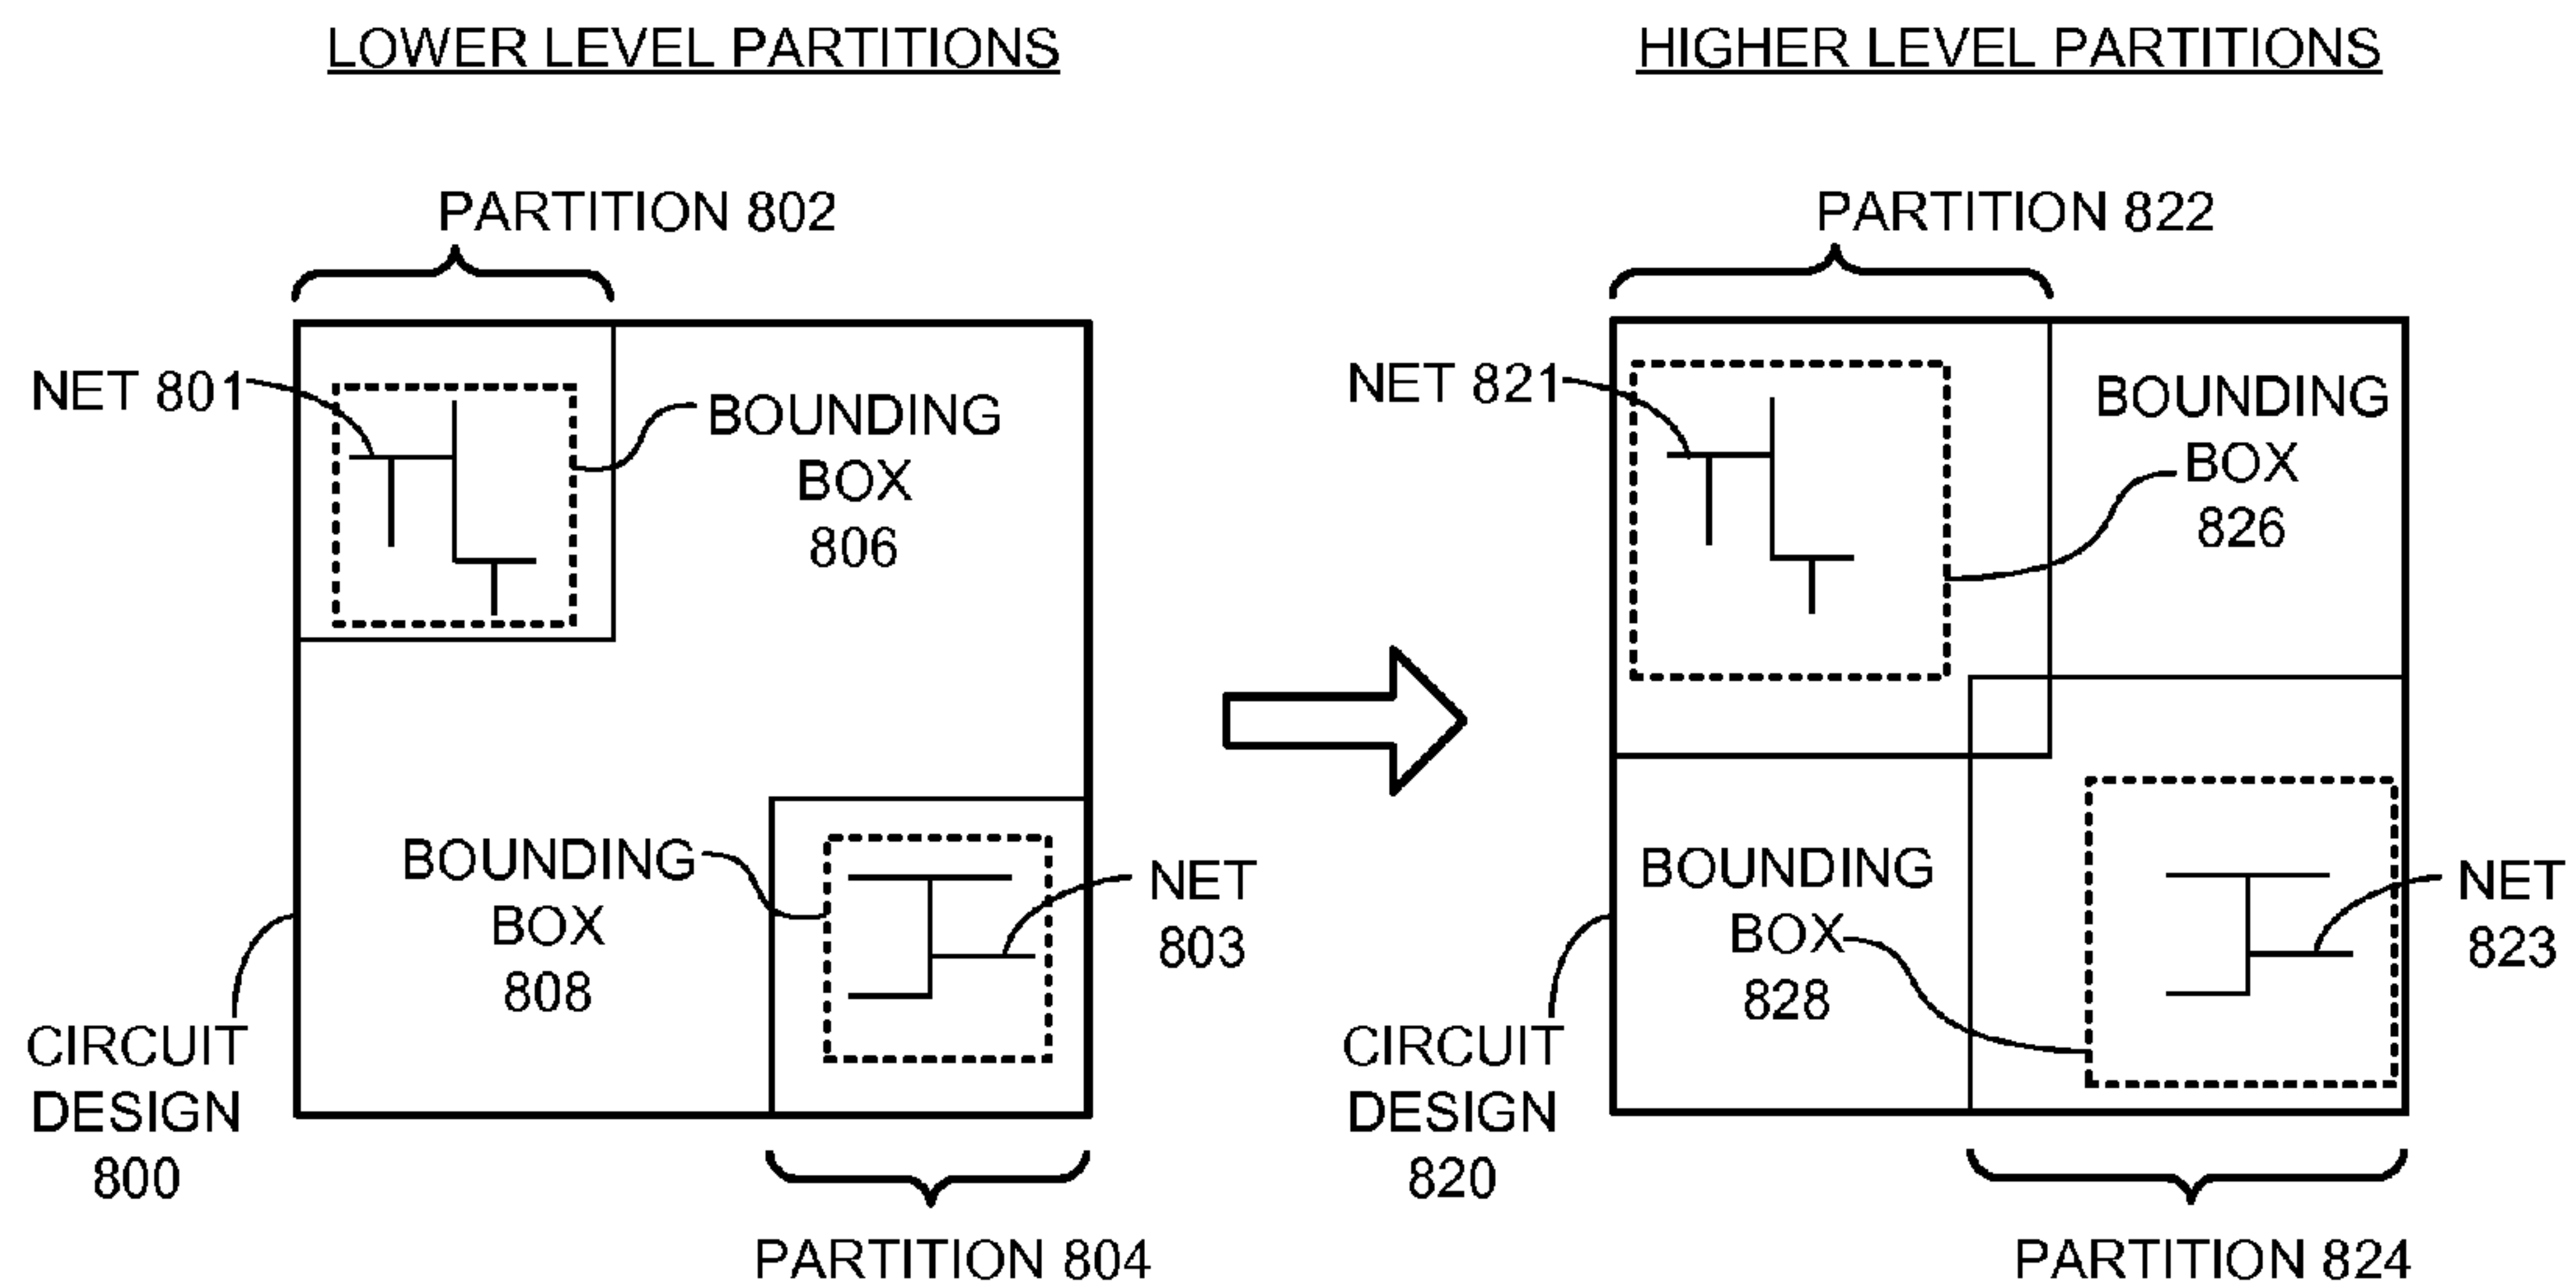 LOWER LEVEL PARTITIONS
PARTITION 802
NET 801
BOUNDING
BOX
806
BOUNDING
BOX
808
NET
803
CIRCUIT
DESIGN
800
PARTITION 804
HIGHER LEVEL PARTITIONS
PARTITION 822
NET 821
BOUNDING
BOX
826
BOUNDING
BOX
828
NET
823
CIRCUIT
DESIGN
820
PARTITION 824